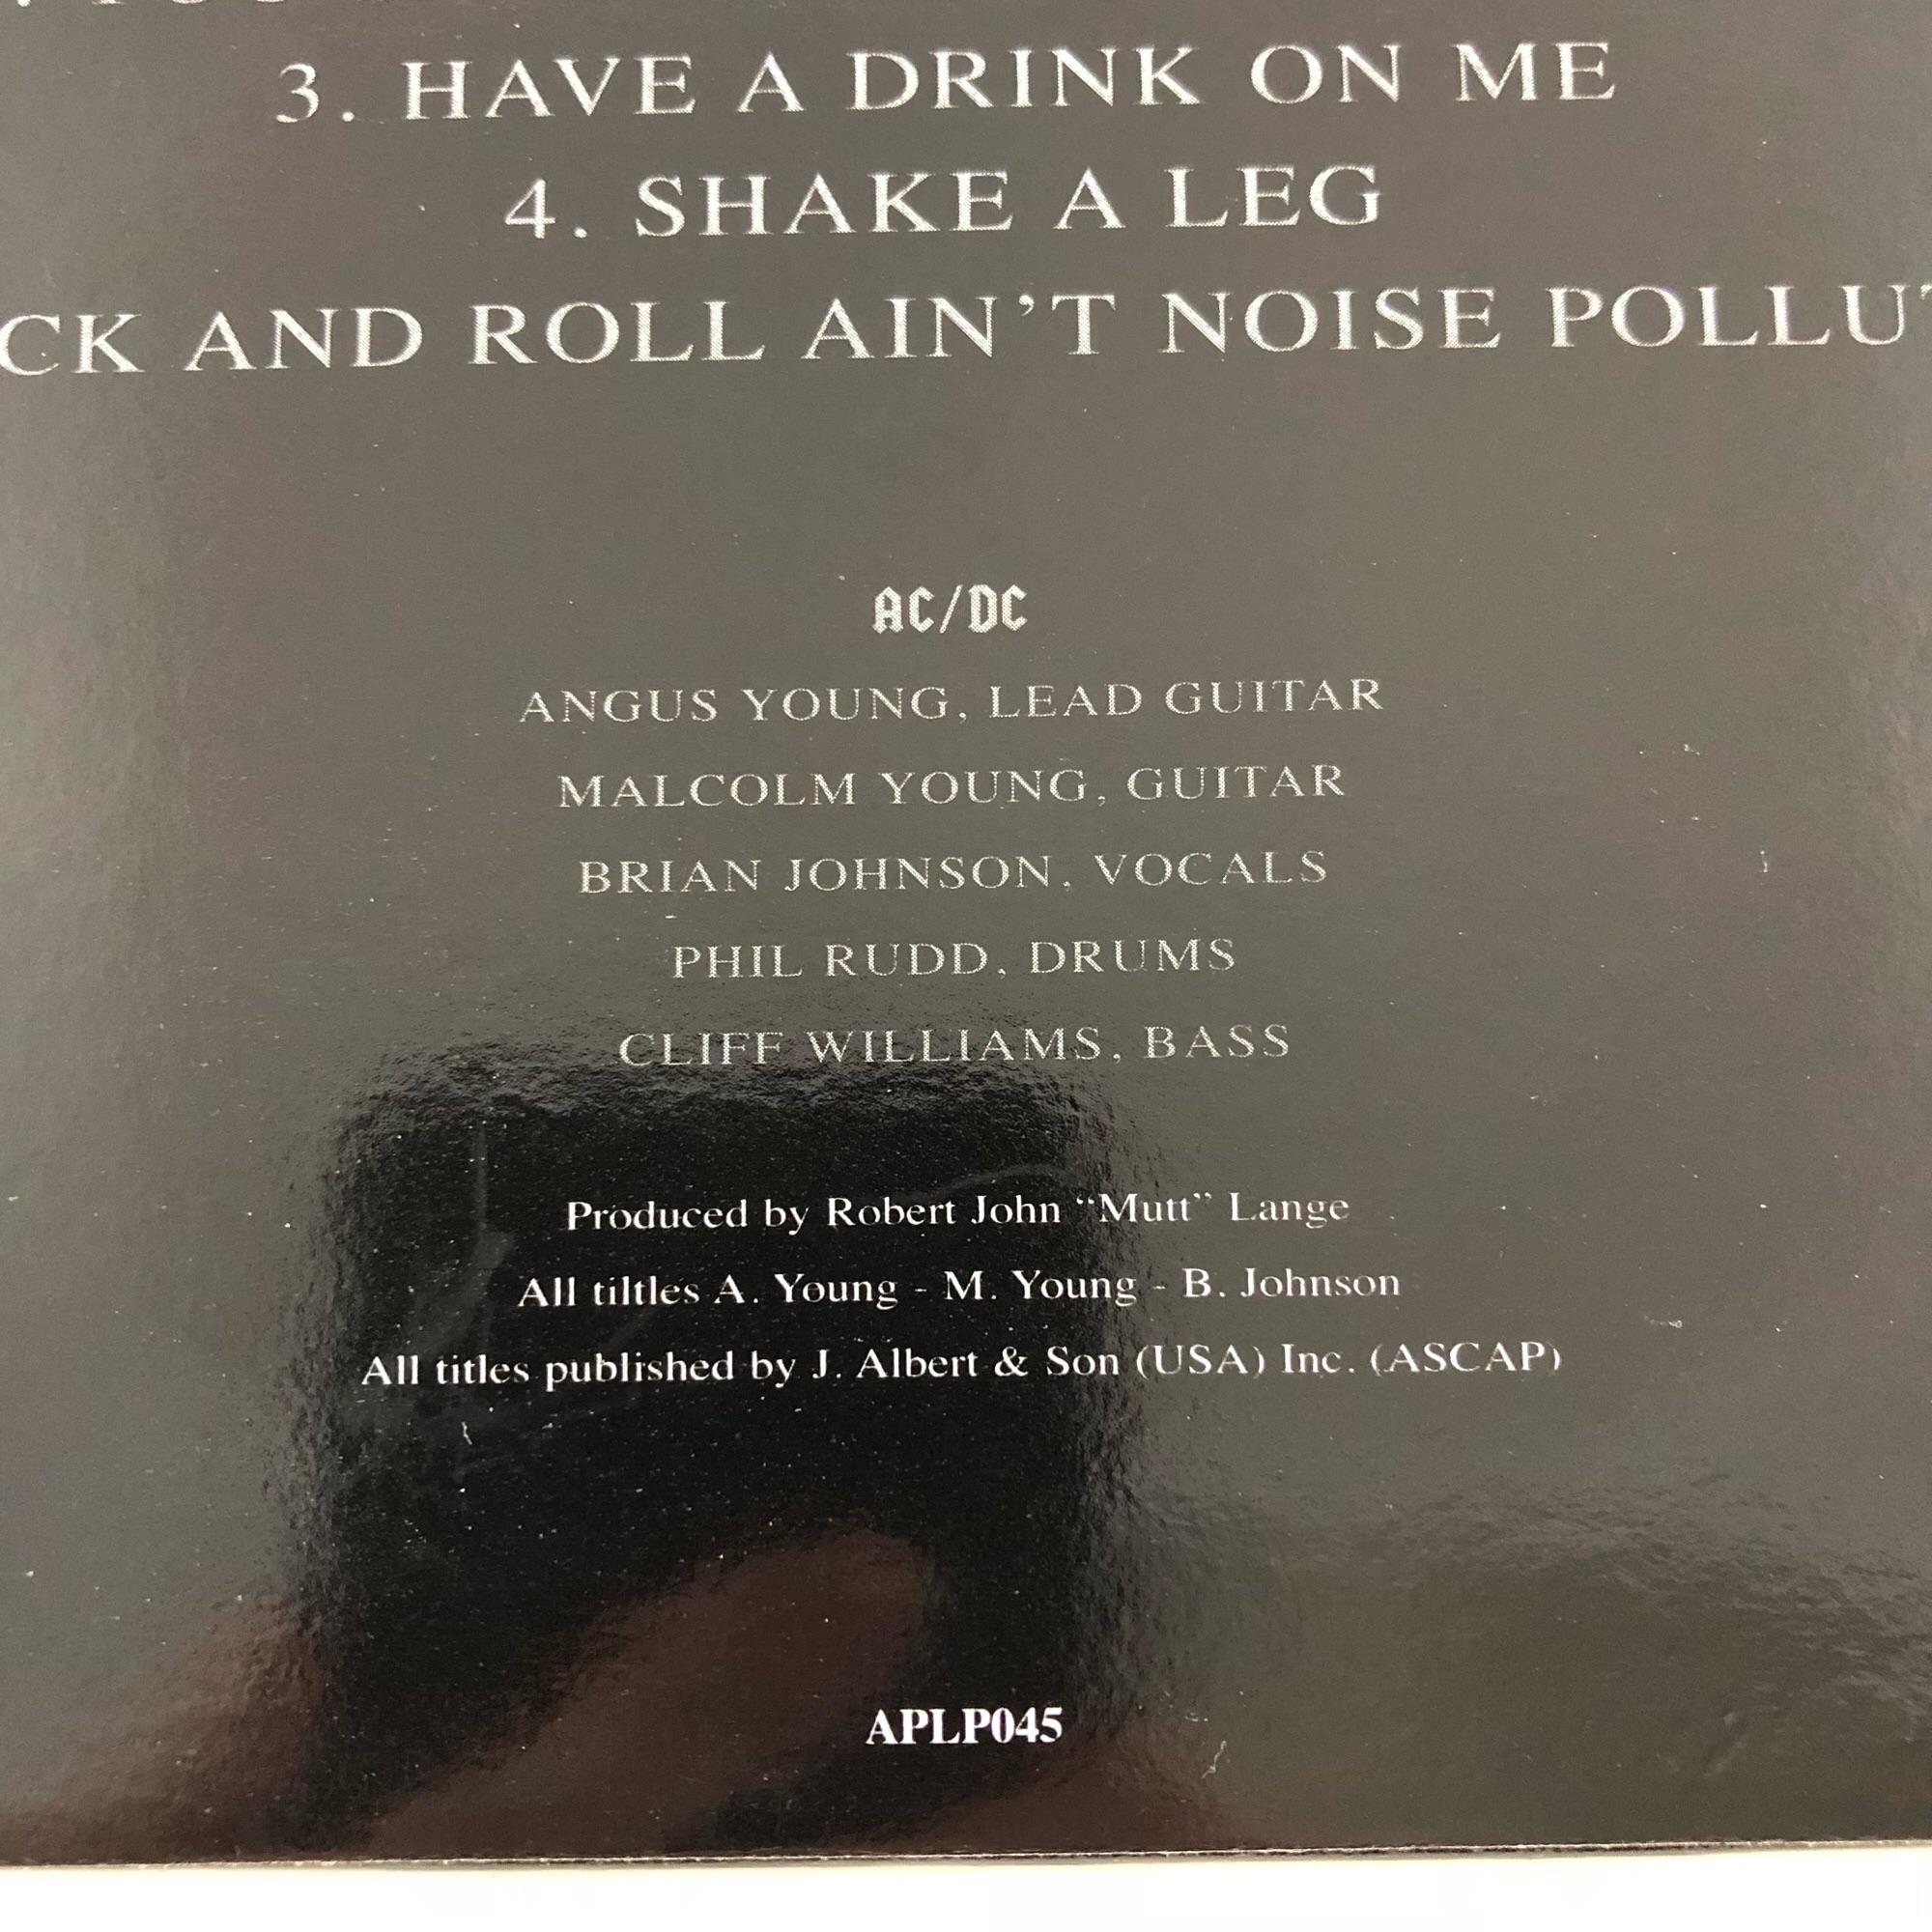 3. HAVE A DRINK ON ME
4. SHAKE A LEG
CK AND ROLL AIN'T NOISE POLLUT
AC/DC
ANGUS YOUNG, LEAD GUITAR
MALCOLM YOUNG, GUITAR
BRIAN JOHNSON, VOCALS
PHIL RUDD, DRUMS
CLIFF WILLIAMS, BASS
Produced by Robert John “Mutt” Lange
All tiltles A. Young - M. Young - B. Johnson
All titles published by J. Albert & Son (USA) Inc. (ASCAP)
APLP045